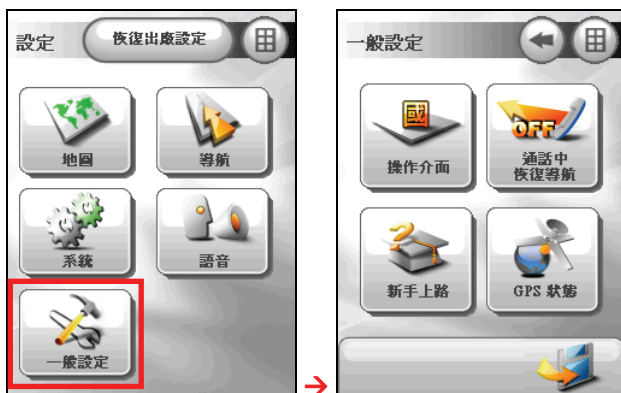 設定
恢復出廠設定
地圖
導航
系統
語音
一般設定
→
一般設定
國
操作介面
OFF
通話中
恢復導航
?
新手上路
GPS 狀態